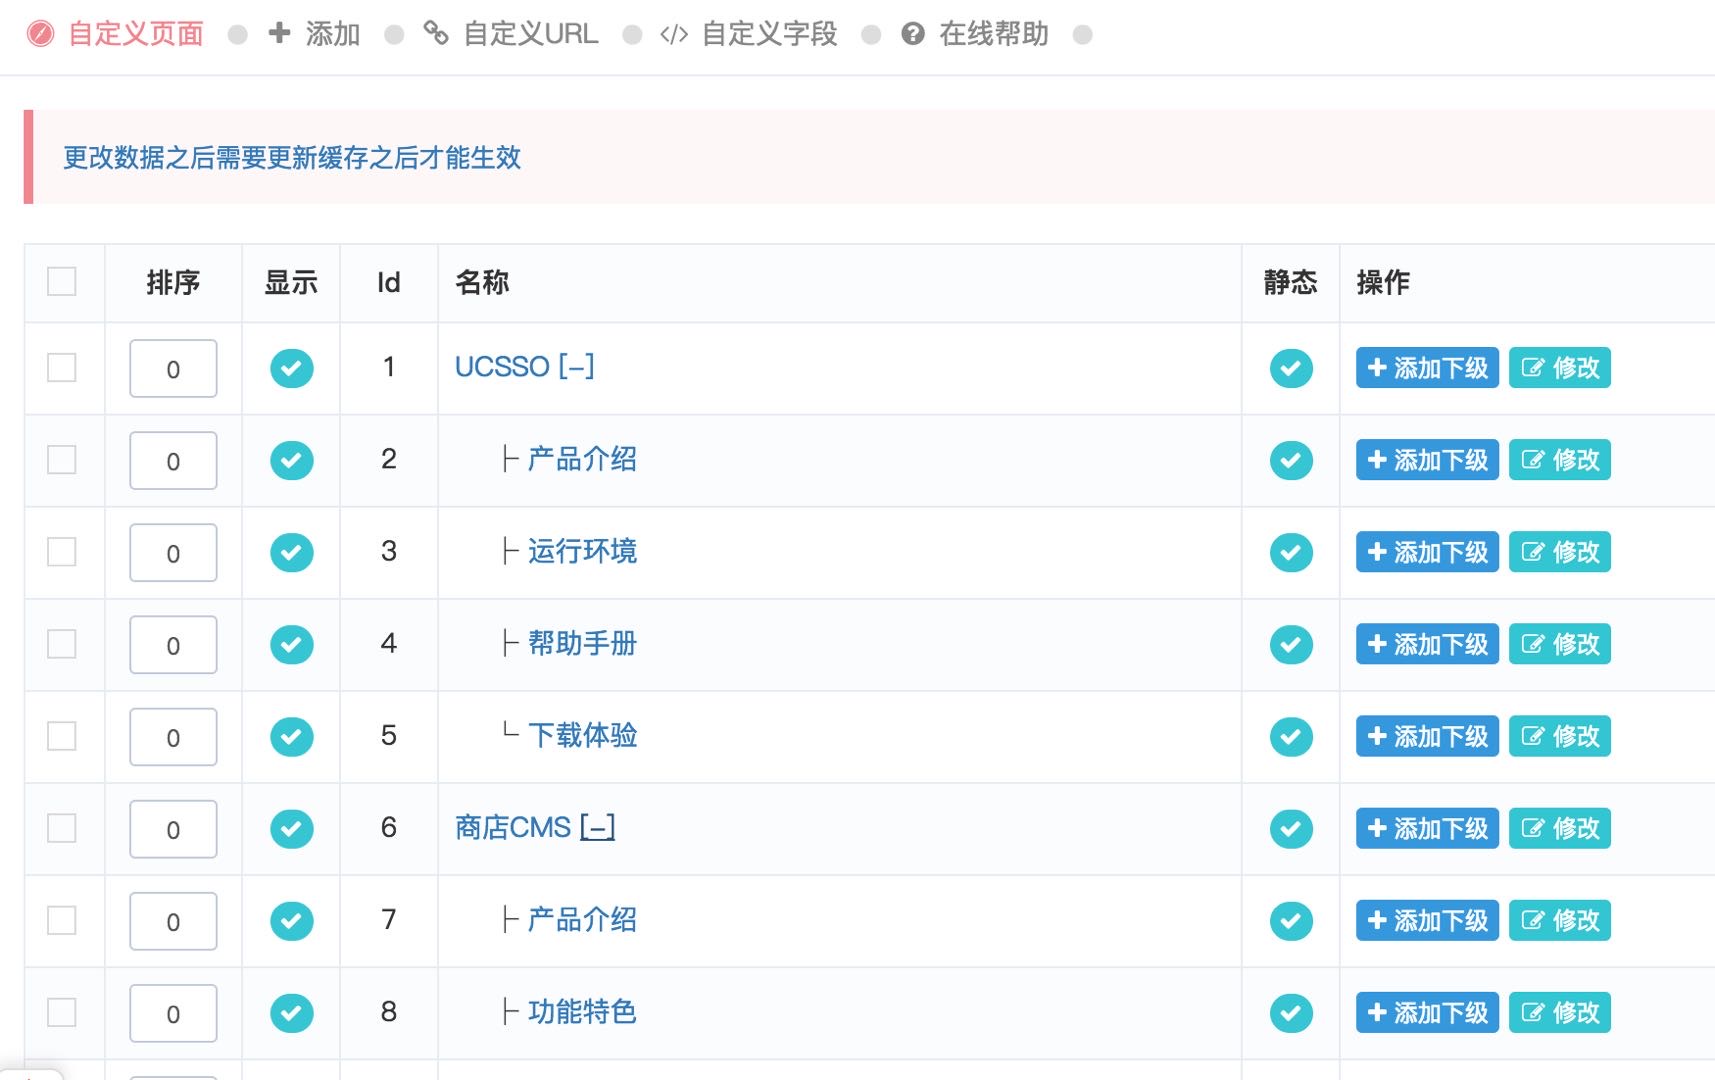 自定义页面 添加 自定义URL 自定义字段 在线帮助
更改数据之后需要更新缓存之后才能生效
排序 显示 Id 名称 静态 操作
0 1 UCSSO [–] 添加下级 修改
0 2 ├ 产品介绍 添加下级 修改
0 3 ├ 运行环境 添加下级 修改
0 4 ├ 帮助手册 添加下级 修改
0 5 └ 下载体验 添加下级 修改
0 6 商店CMS [–] 添加下级 修改
0 7 ├ 产品介绍 添加下级 修改
0 8 ├ 功能特色 添加下级 修改